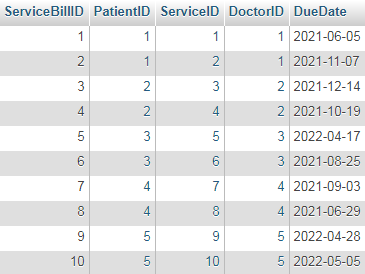 ServiceBillID PatientID ServiceID DoctorID DueDate
1 1 1 1 2021-06-05
2 1 2 1 2021-11-07
3 2 3 2 2021-12-14
4 2 4 2 2021-10-19
5 3 5 3 2022-04-17
6 3 6 3 2021-08-25
7 4 7 4 2021-09-03
8 4 8 4 2021-06-29
9 5 9 5 2022-04-28
10 5 10 5 2022-05-05